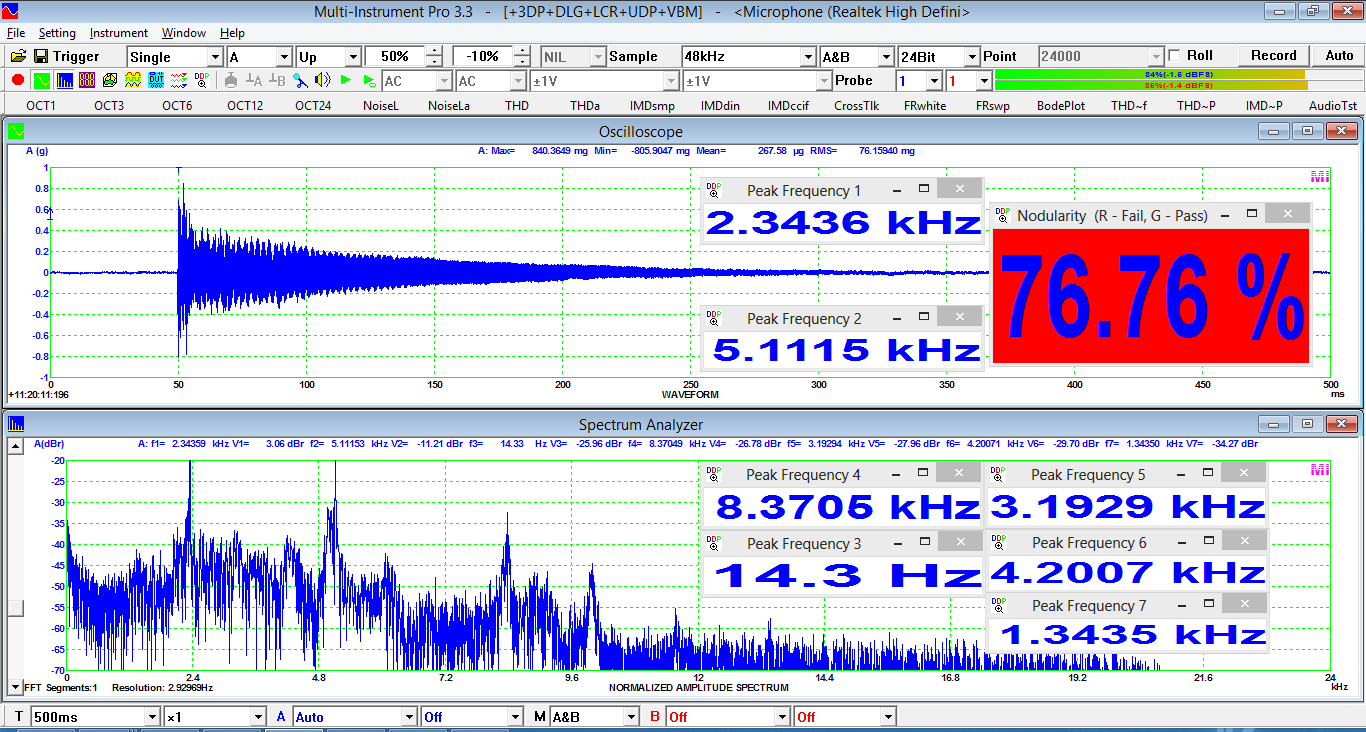 Multi-Instrument Pro 3.3 - [+3DP+DLG+LCR+UDP+VBM] - <Microphone (Realtek High Defini>
File Setting Instrument Window Help
Trigger Single A Up 50% -10% NIL Sample 48kHz A&B 24Bit Point 24000 Roll Record Auto
AC AC ±1V ±1V Probe 1 1 84%(-1.6 dBFS) 86%(-1.4 dBFS)
OCT1 OCT3 OCT6 OCT12 OCT24 NoiseL NoiseLa THD THDa IMDsmp IMDdin IMDccif CrossTlk FRwhite FRswp BodePlot THD~f THD~P IMD~P AudioTst
Oscilloscope
A (g) A: Max= 840.3649 mg Min= -805.9047 mg Mean= 267.58 µg RMS= 76.15940 mg
1
0.8
0.6
0.4
0.2
0
-0.2
-0.4
-0.6
-0.8
-1
MI
DDP Peak Frequency 1
2.3436 kHz
DDP Nodularity (R - Fail, G - Pass)
76.76 %
DDP Peak Frequency 2
5.1115 kHz
0 50 100 150 200 250 300 350 400 450 500
+11:20:11:196 WAVEFORM ms
Spectrum Analyzer
A(dBr) A: f1= 2.34359 kHz V1= 3.06 dBr f2= 5.11153 kHz V2= -11.21 dBr f3= 14.33 Hz V3= -25.96 dBr f4= 8.37049 kHz V4= -26.78 dBr f5= 3.19294 kHz V5= -27.96 dBr f6= 4.20071 kHz V6= -29.70 dBr f7= 1.34350 kHz V7= -34.27 dBr
-20
-25
-30
-35
-40
-45
-50
-55
-60
-65
-70
MI
DDP Peak Frequency 4
8.3705 kHz
DDP Peak Frequency 5
3.1929 kHz
DDP Peak Frequency 3
14.3 Hz
DDP Peak Frequency 6
4.2007 kHz
DDP Peak Frequency 7
1.3435 kHz
0 2.4 4.8 7.2 9.6 12 14.4 16.8 19.2 21.6 24
FFT Segments:1 Resolution: 2.92969Hz NORMALIZED AMPLITUDE SPECTRUM kHz
T 500ms ×1 A Auto Off M A&B B Off Off